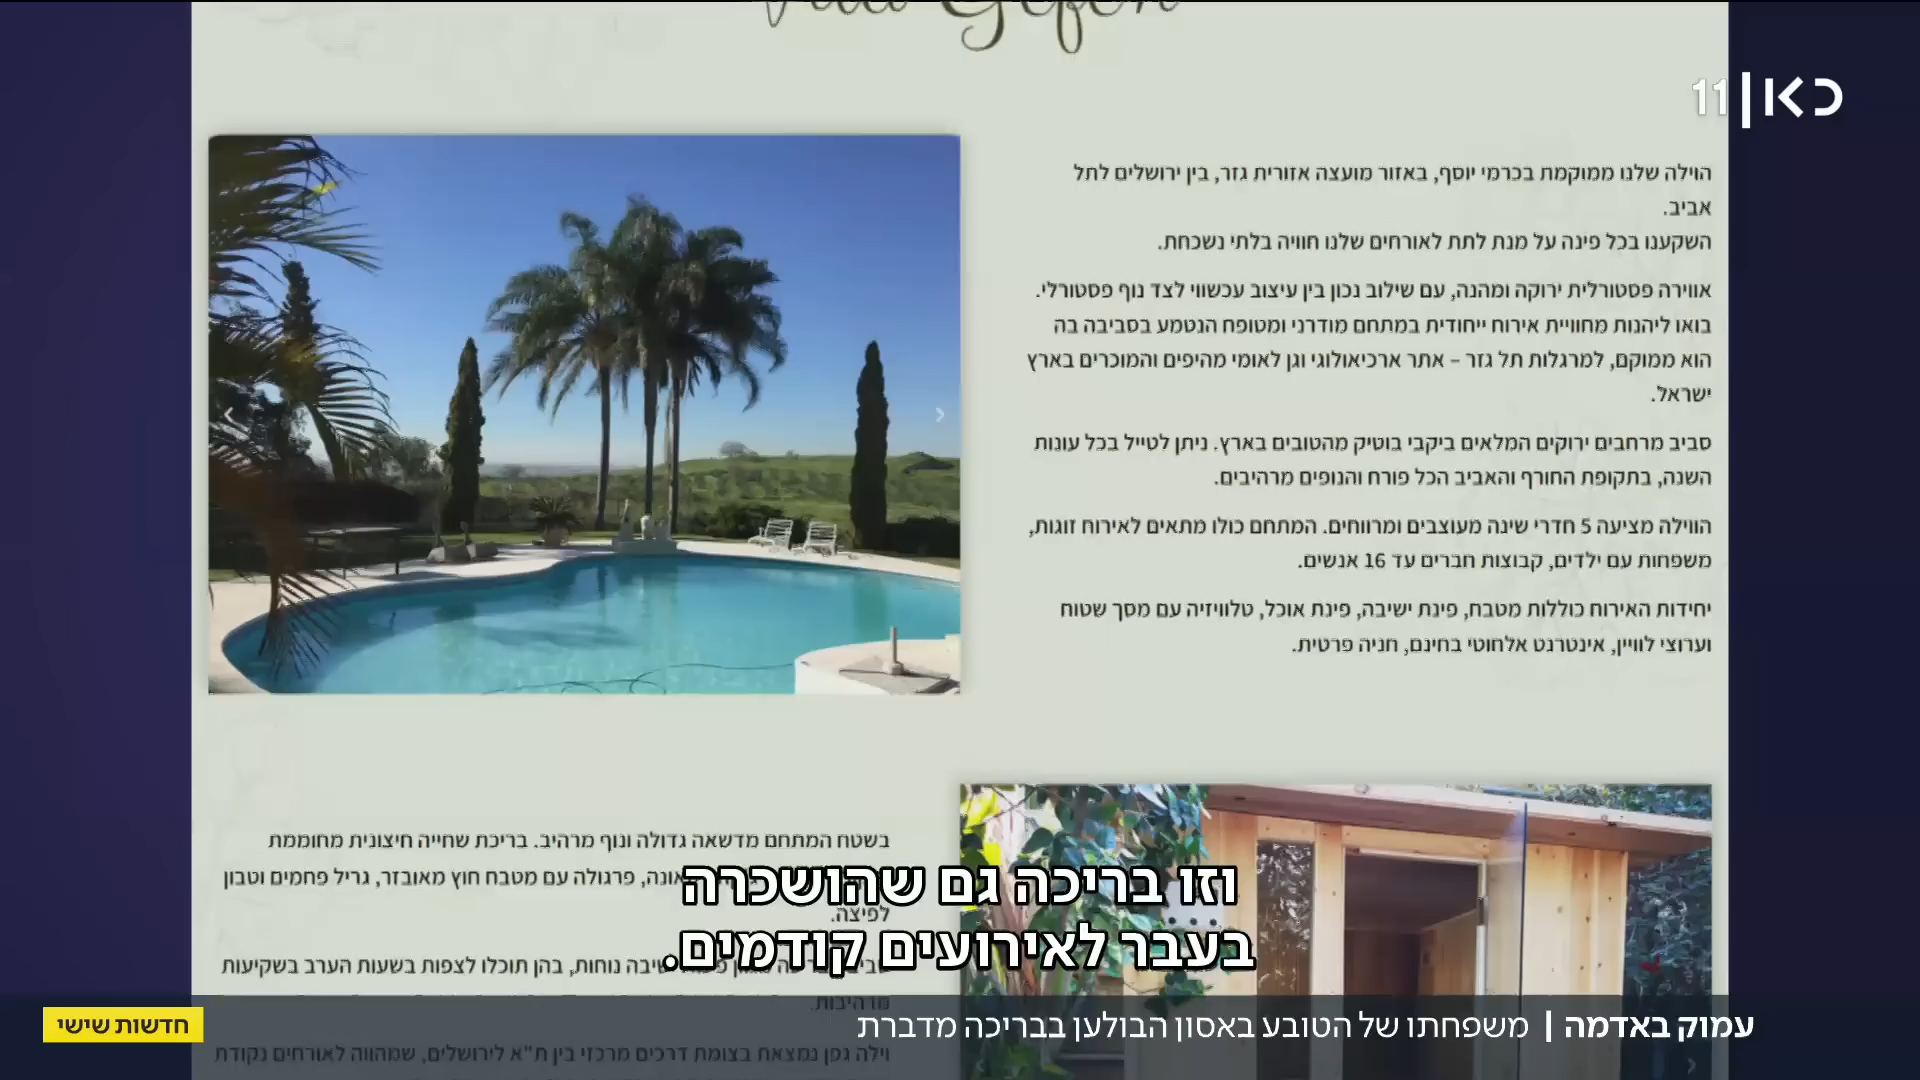 כאן|11
הוילה שלנו ממוקמת בכרמי יוסף, באזור מועצה אזורית גזר, בין ירושלים לתל
אביב.
השקענו בכל פינה על מנת לתת לאורחים שלנו חוויה בלתי נשכחת.
אווירה פסטורלית ירוקה ומהנה, עם שילוב נכון בין עיצוב עכשווי לצד נוף פסטורלי.
בואו ליהנות מחוויית אירוח ייחודית במתחם מודרני ומטופח הנטמע בסביבה בה
הוא ממוקם, למרגלות תל גזר – אתר ארכיאולוגי וגן לאומי מהיפים והמוכרים בארץ
ישראל.
סביב מרחבים ירוקים המלאים ביקבי בוטיק מהטובים בארץ. ניתן לטייל בכל עונות
השנה, בתקופת החורף והאביב הכל פורח והנופים מרהיבים.
הווילה מציעה 5 חדרי שינה מעוצבים ומרווחים. המתחם כולו מתאים לאירוח זוגות,
משפחות עם ילדים, קבוצות חברים עד 16 אנשים.
יחידות האירוח כוללות מטבח, פינת ישיבה, פינת אוכל, טלוויזיה עם מסך שטוח
וערוצי לוויין, אינטרנט אלחוטי בחינם, חניה פרטית.
בשטח המתחם מדשאה גדולה ונוף מרהיב. בריכת שחייה חיצונית מחוממת
פרגולה עם מטבח חוץ מאובזר, גריל פחמים וטבון
לפיצה.
נוחות, בהן תוכלו לצפות בשעות הערב בשקיעות
מרהיבות.
וילה גפן נמצאת בצומת דרכים מרכזי בין ת"א לירושלים, שמהווה לאורחים נקודת
וזו בריכה גם שהושכרה
בעבר לאירועים קודמים.
עמוק באדמה | משפחתו של הטובע באסון הבולען בבריכה מדברת
חדשות שישי